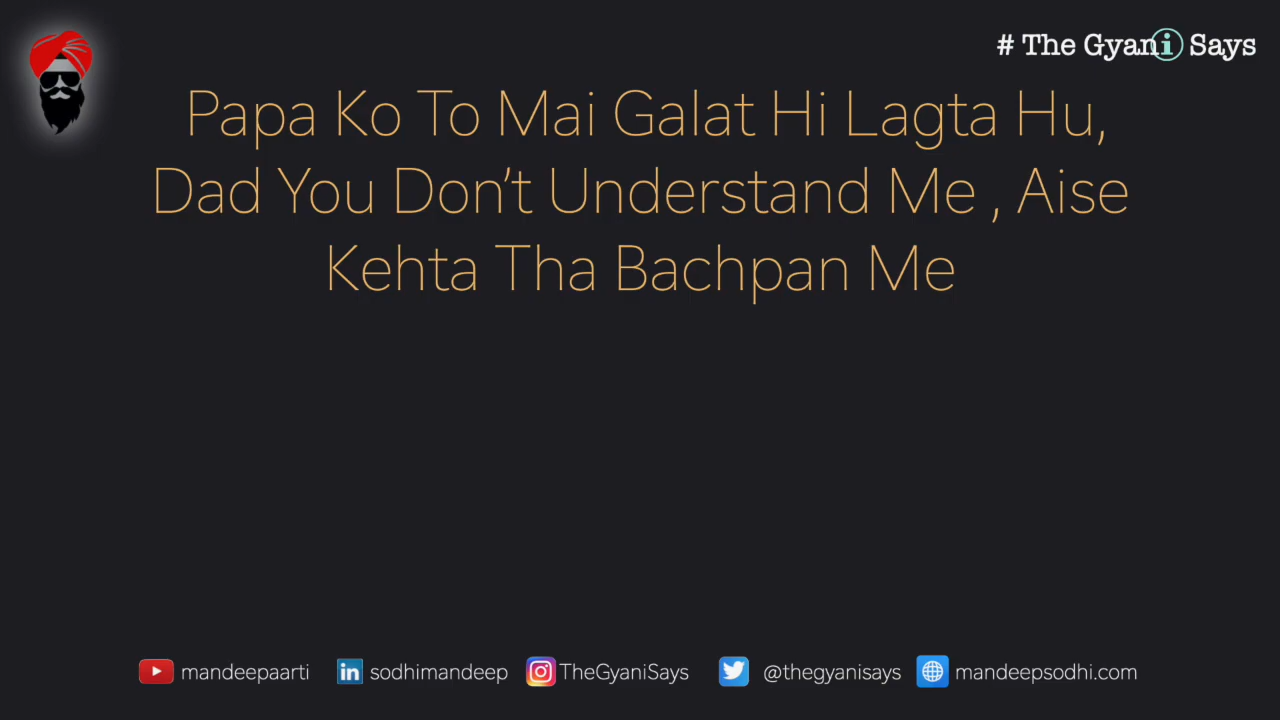 # The Gyani Says
Papa Ko To Mai Galat Hi Lagta Hu,
Dad You Don’t Understand Me , Aise
Kehta Tha Bachpan Me
mandeepaarti in sodhimandeep TheGyaniSays @thegyanisays mandeepsodhi.com